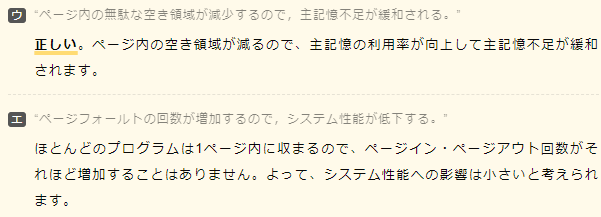 ウ “ページ内の無駄な空き領域が減少するので，主記憶不足が緩和される。”
正しい。ページ内の空き領域が減るので、主記憶の利用率が向上して主記憶不足が緩和
されます。
エ “ページフォールトの回数が増加するので，システム性能が低下する。”
ほとんどのプログラムは1ページ内に収まるので、ページイン・ページアウト回数がそ
れほど増加することはありません。よって、システム性能への影響は小さいと考えられ
ます。